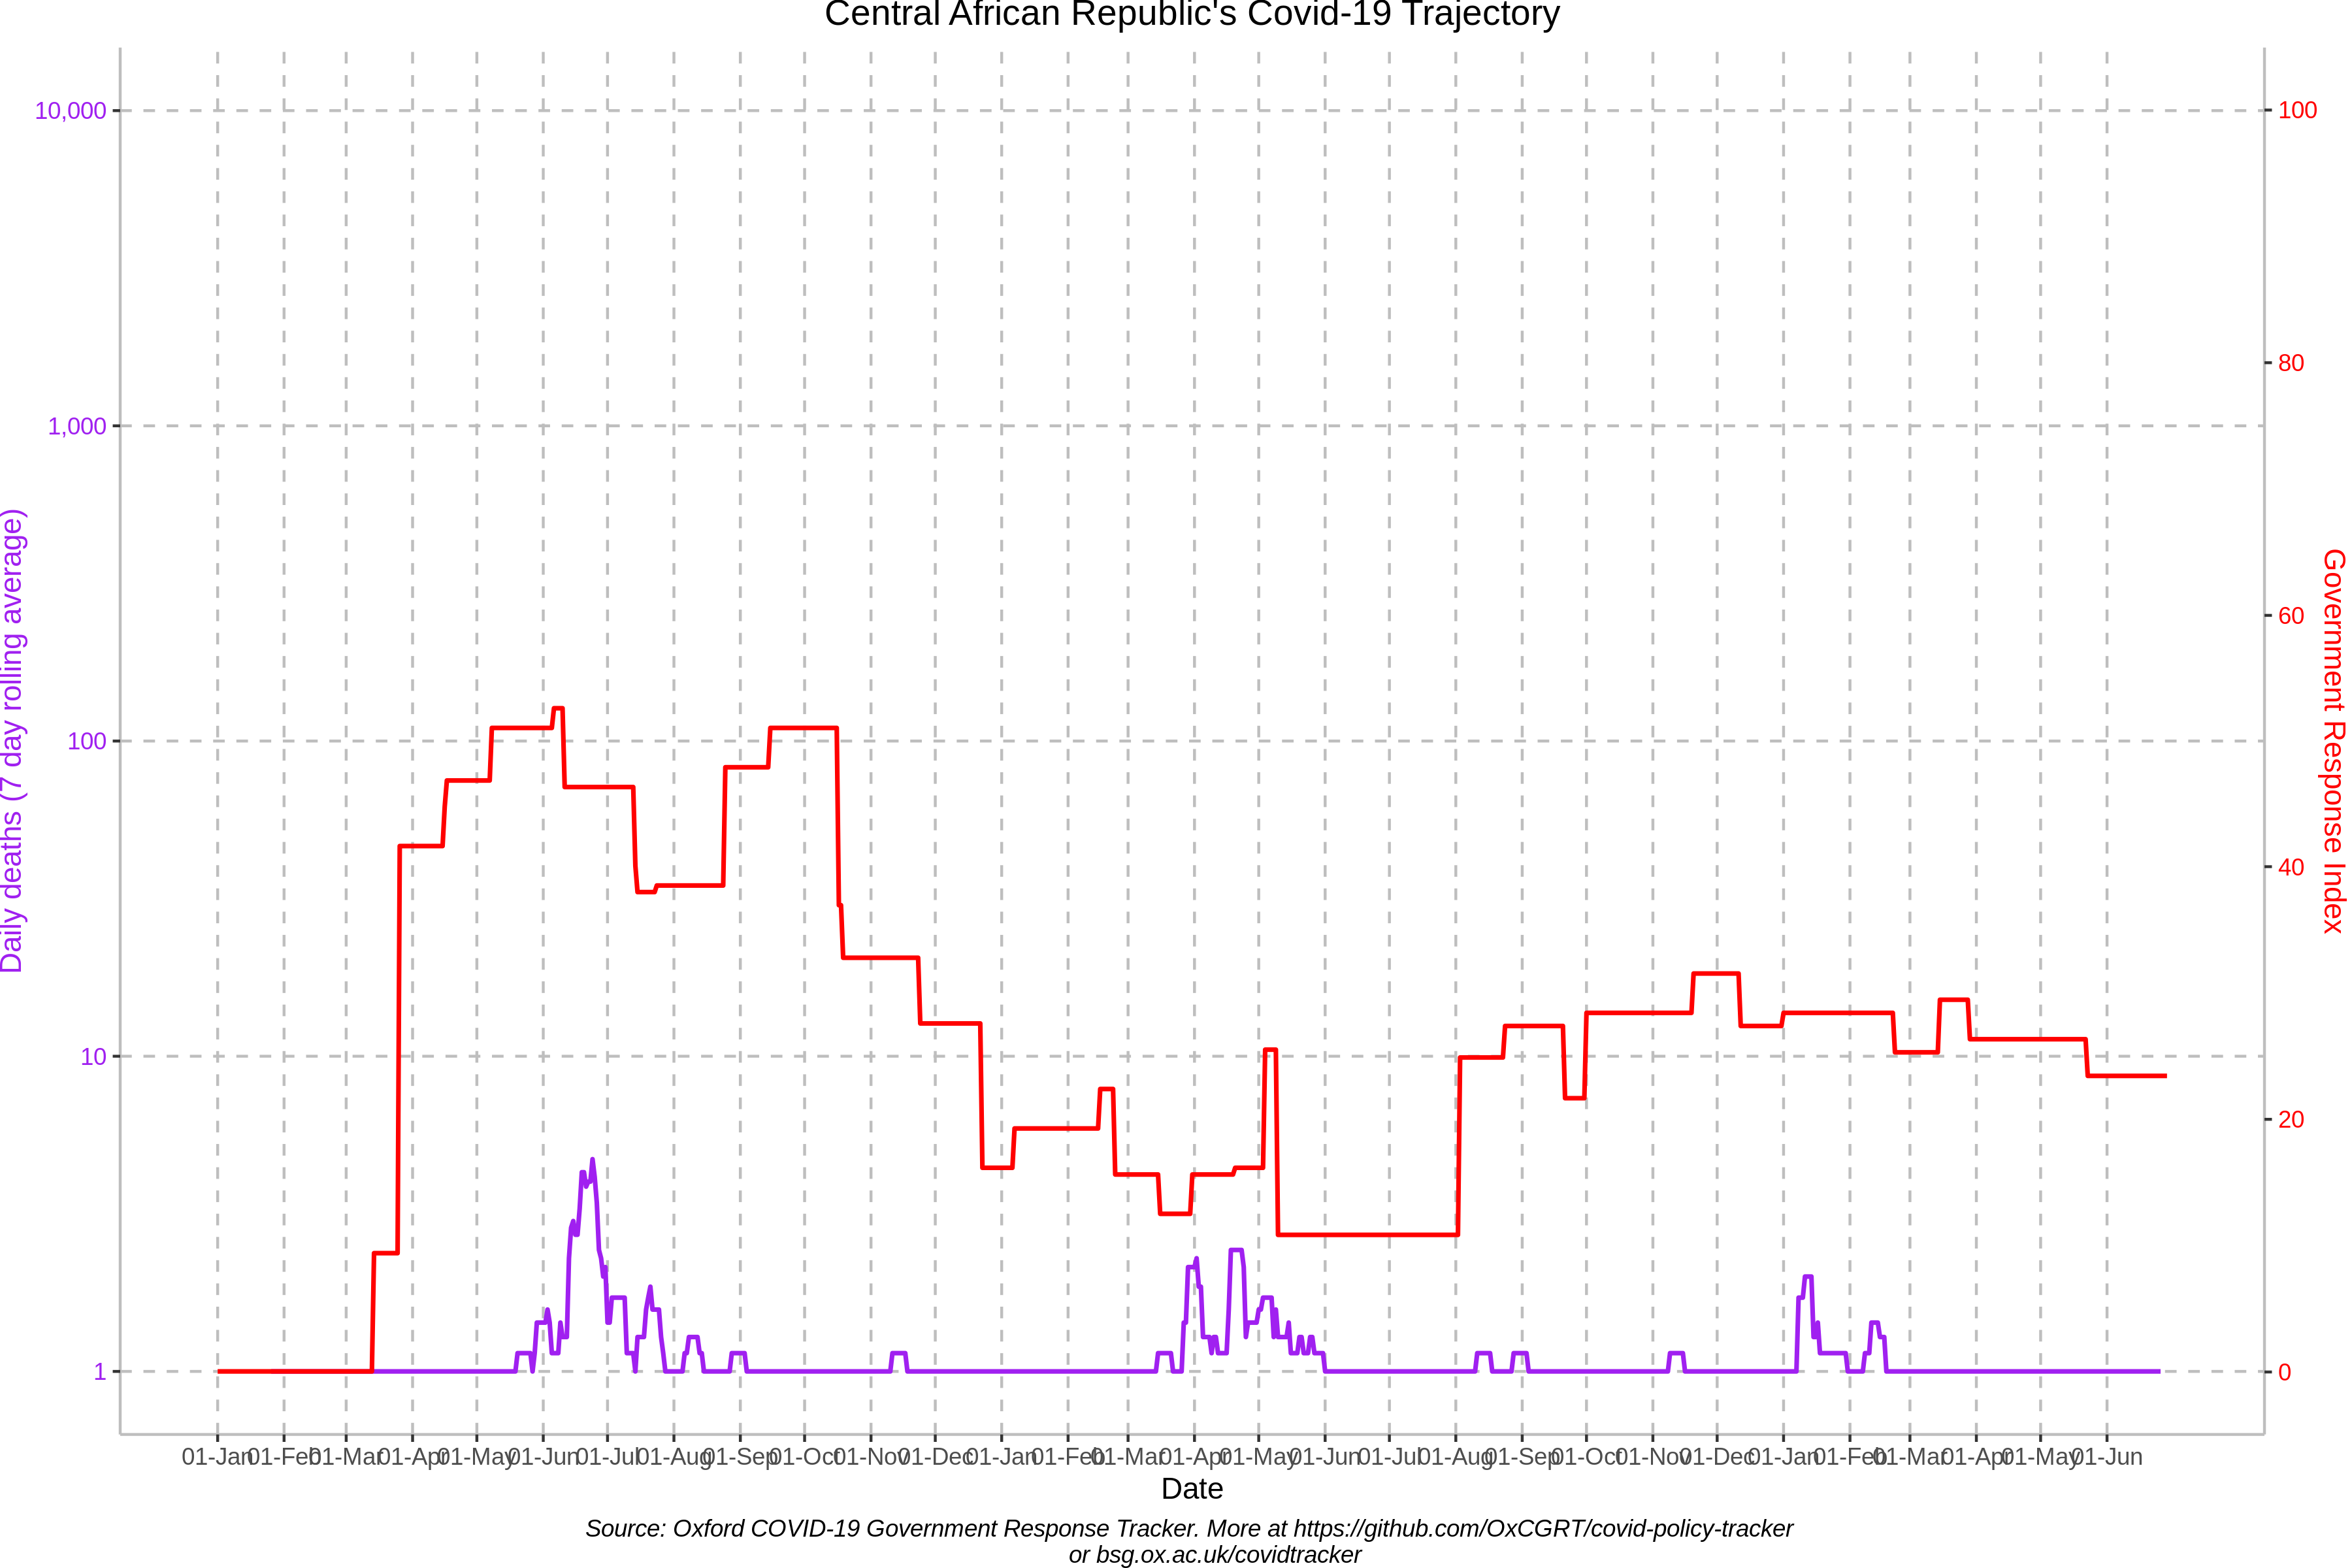 Central African Republic's Covid-19 Trajectory
Daily deaths (7 day rolling average)
10,000
1,000
100
10
1
100
80
60
40
20
0
Government Response Index
01-Jan 01-Feb 01-Mar 01-Apr 01-May 01-Jun 01-Jul 01-Aug 01-Sep 01-Oct 01-Nov 01-Dec 01-Jan 01-Feb 01-Mar 01-Apr 01-May 01-Jun 01-Jul 01-Aug 01-Sep 01-Oct 01-Nov 01-Dec 01-Jan 01-Feb 01-Mar 01-Apr 01-May 01-Jun
Date
Source: Oxford COVID-19 Government Response Tracker. More at https://github.com/OxCGRT/covid-policy-tracker
or bsg.ox.ac.uk/covidtracker